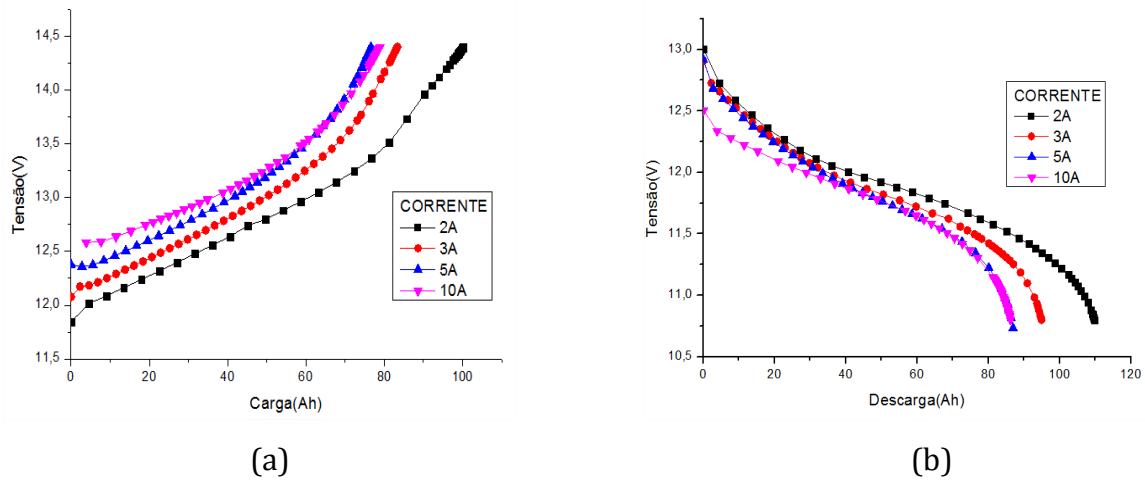 14,5
14,0
13,5
13,0
12,5
12,0
11,5
Tensão(V)
0
20
40
60
80
100
Carga(Ah)
CORRENTE
2A
3A
5A
10A
(a)
13,0
12,5
12,0
11,5
11,0
10,5
Tensão(V)
0
20
40
60
80
100
120
Descarga(Ah)
CORRENTE
2A
3A
5A
10A
(b)